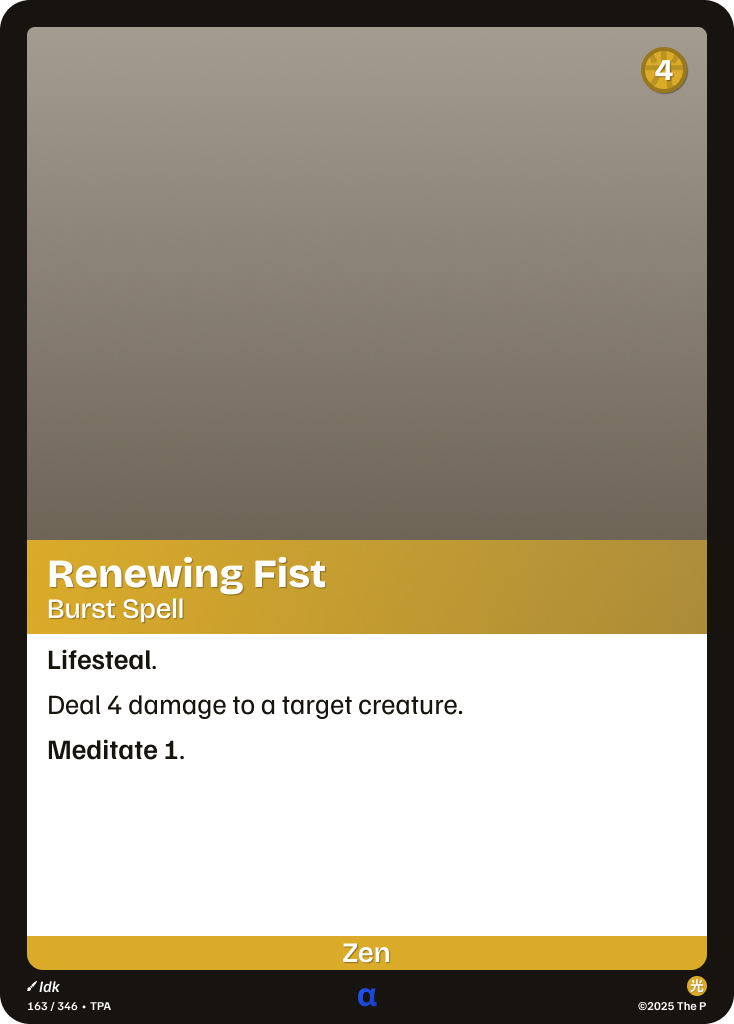 4
Renewing Fist
Burst Spell
Lifesteal.
Deal 4 damage to a target creature.
Meditate 1.
Zen
Idk
163 / 346 • TPA
α
光
©2025 The P